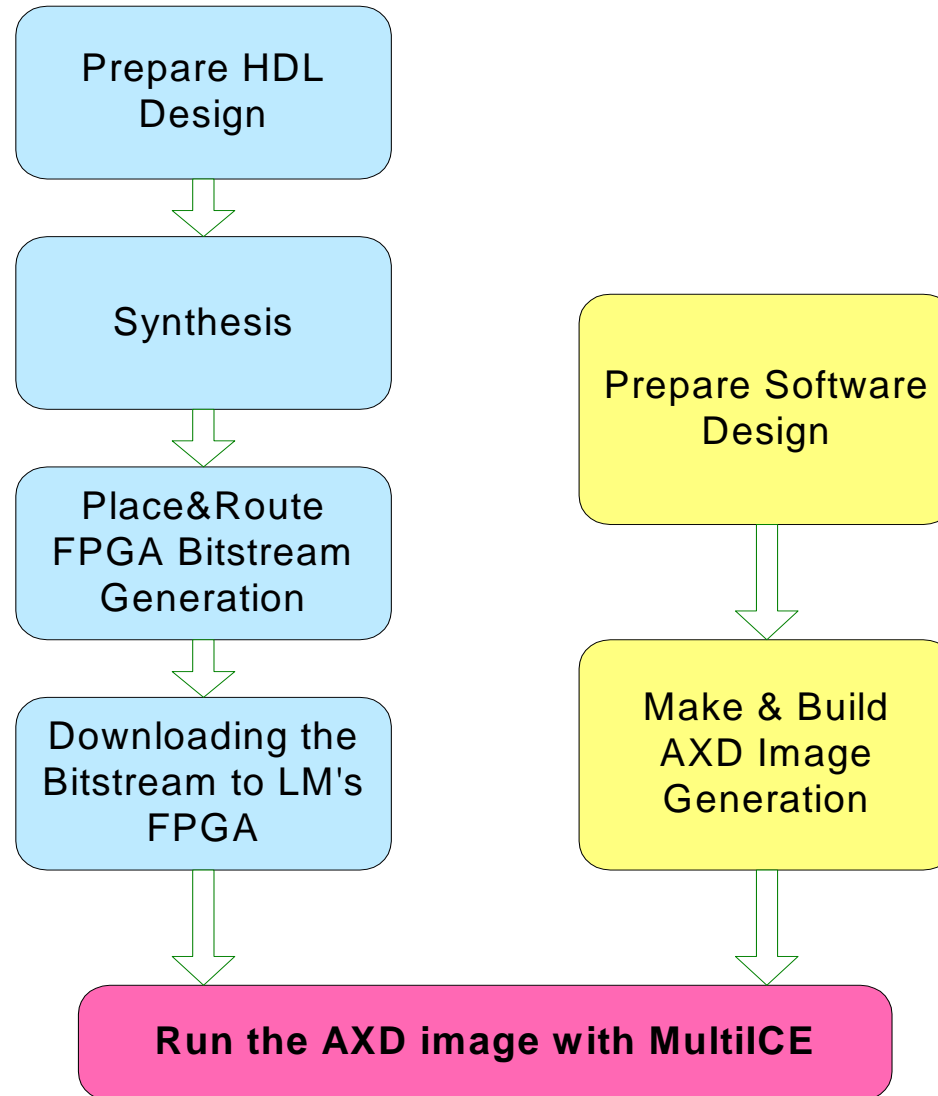 Prepare HDL
Design
Synthesis
Place&Route
FPGA Bitstream
Generation
Downloading the
Bitstream to LM's
FPGA
Prepare Software
Design
Make & Build
AXD Image
Generation
Run the AXD image with MultiICE